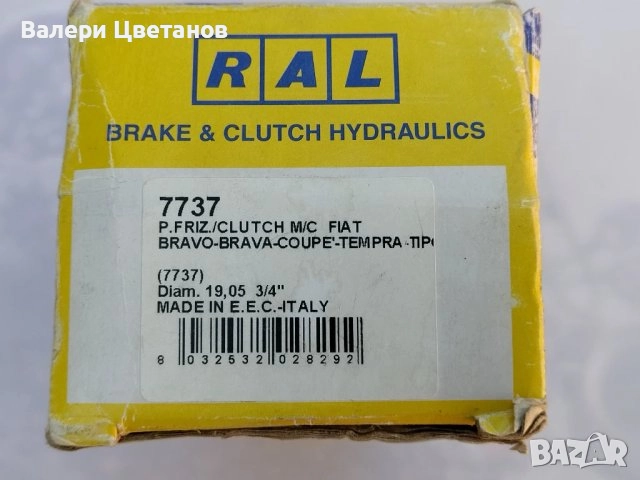 Валери Цветанов
RAL
BRAKE & CLUTCH HYDRAULICS
7737
P.FRIZ./CLUTCH M/C FIAT
BRAVO-BRAVA-COUPE'-TEMPRA-TIPO
(7737)
Diam. 19,05 3/4"
MADE IN E.E.C.-ITALY
8 032532 028292
BAZAR